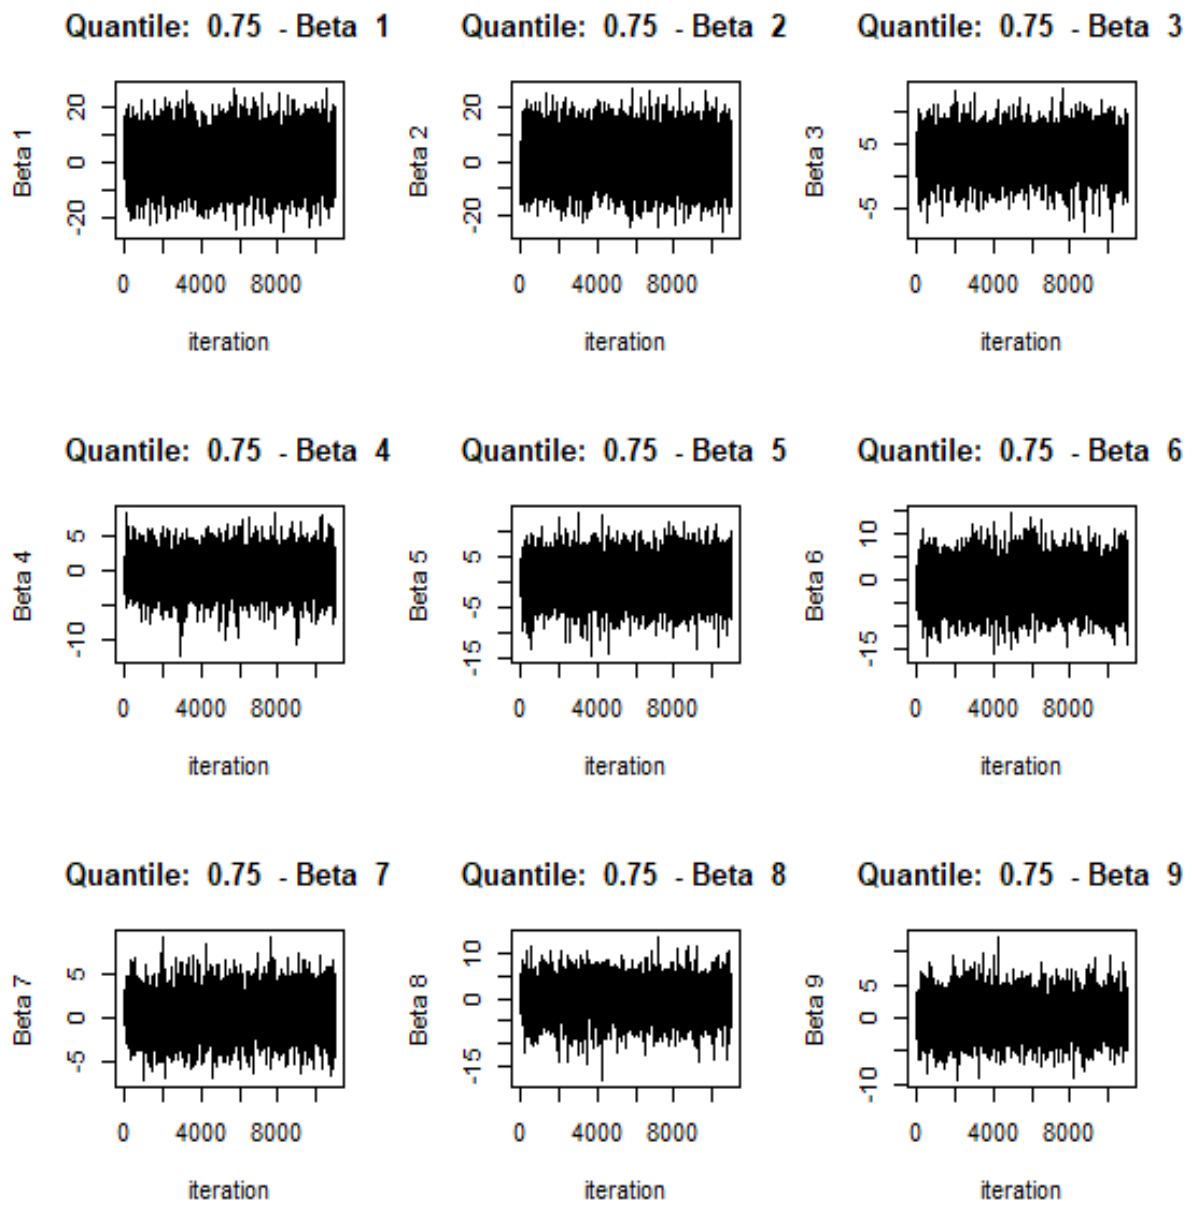 Quantile: 0.75 - Beta 1
Quantile: 0.75 - Beta 2
Quantile: 0.75 - Beta 3
Beta 1
20
0
-20
0 4000 8000
iteration
Beta 2
20
0
-20
0 4000 8000
iteration
Beta 3
5
-5
0 4000 8000
iteration
Quantile: 0.75 - Beta 4
Quantile: 0.75 - Beta 5
Quantile: 0.75 - Beta 6
Beta 4
5
0
-10
0 4000 8000
iteration
Beta 5
5
-5
-15
0 4000 8000
iteration
Beta 6
10
0
-15
0 4000 8000
iteration
Quantile: 0.75 - Beta 7
Quantile: 0.75 - Beta 8
Quantile: 0.75 - Beta 9
Beta 7
5
0
-5
0 4000 8000
iteration
Beta 8
10
0
-15
0 4000 8000
iteration
Beta 9
5
0
-10
0 4000 8000
iteration